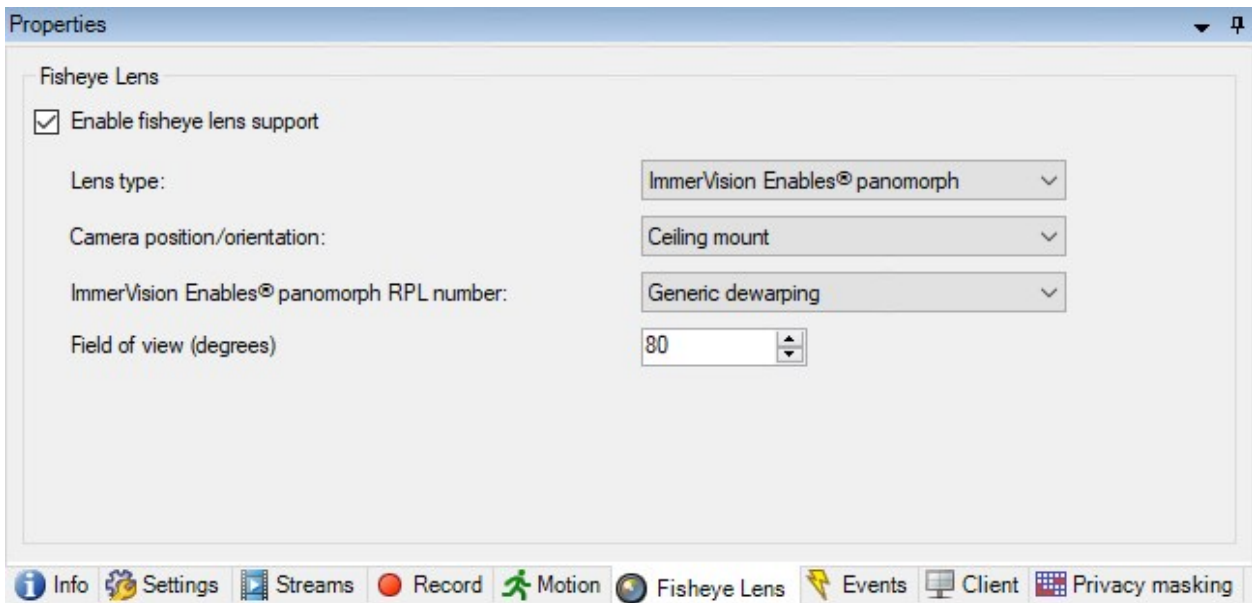 Properties
Fisheye Lens
Enable fisheye lens support
Lens type: ImmerVision Enables® panomorph
Camera position/orientation: Ceiling mount
ImmerVision Enables® panomorph RPL number: Generic dewarping
Field of view (degrees) 80
Info Settings Streams Record Motion Fisheye Lens Events Client Privacy masking